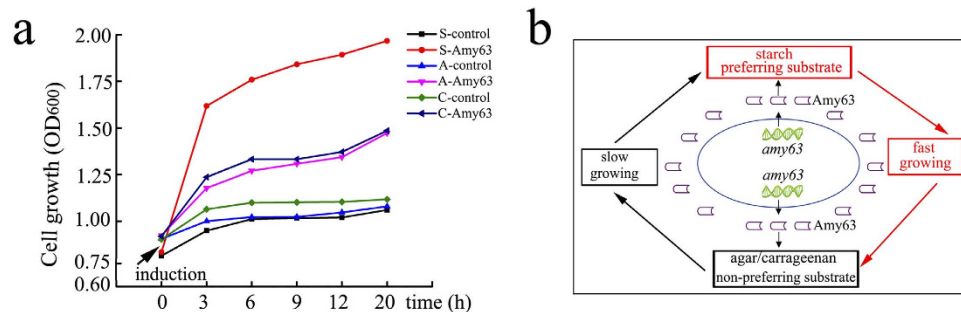 a
Cell growth (OD600)
2.00
1.75
1.50
1.25
1.00
0.75
0.60
0
3
6
9
12
20
time (h)
induction
S-control
S-Amy63
A-control
A-Amy63
C-control
C-Amy63
b
starch
preferring substrate
Amy63
amy63
slow
growing
fast
growing
amy63
Amy63
agar/carrageenan
non-preferring substrate